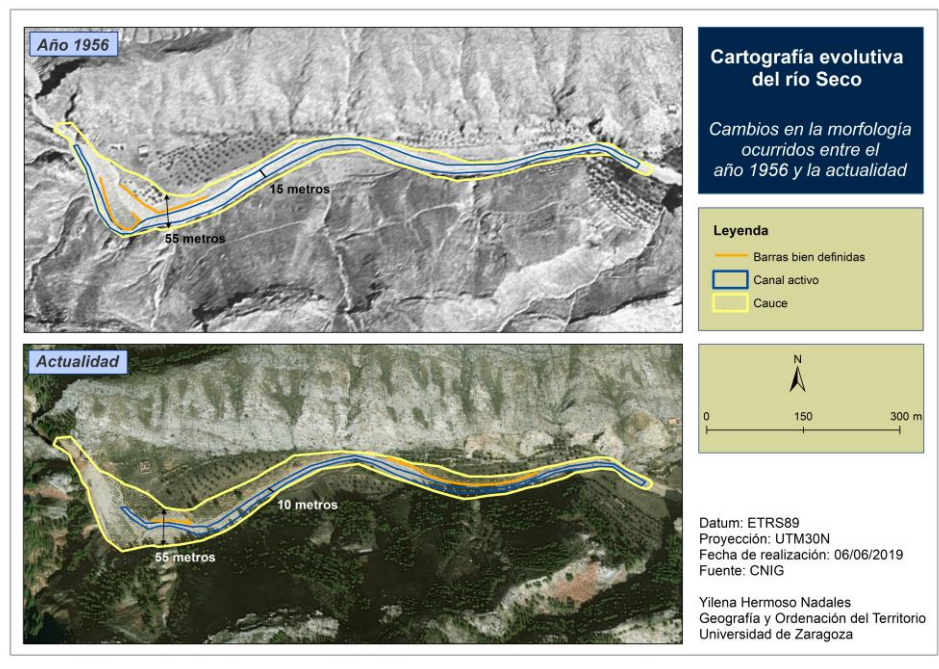 Año 1956
15 metros
55 metros
Actualidad
10 metros
55 metros
Cartografía evolutiva
del río Seco
Cambios en la morfología
ocurridos entre el
año 1956 y la actualidad
Leyenda
Barras bien definidas
Canal activo
Cauce
N
0 150 300 m
Datum: ETRS89
Proyección: UTM30N
Fecha de realización: 06/06/2019
Fuente: CNIG
Yilena Hermoso Nadales
Geografía y Ordenación del Territorio
Universidad de Zaragoza